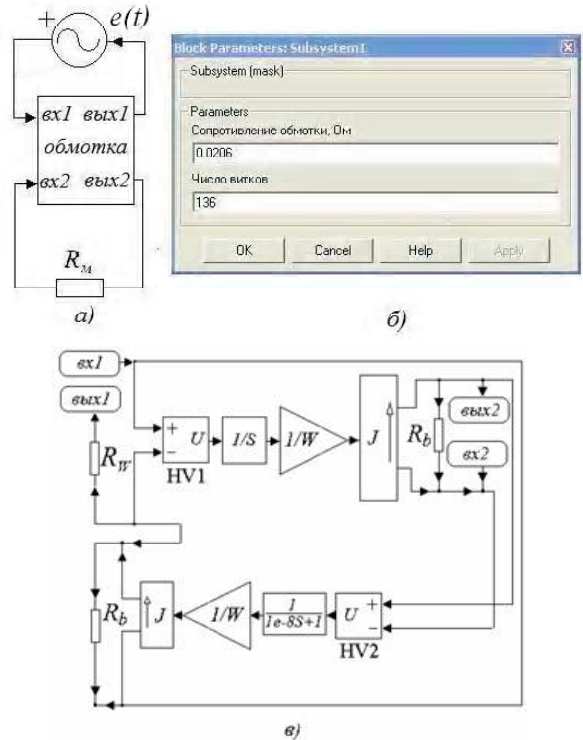 + e(t)
вх1 вых1
обмотка
вх2 вых2
Rм
а)
Block Parameters: Subsystem1
Subsystem (mask)
Parameters
Сопротивление обмотки, Ом
0.0206
Число витков
136
OK Cancel Help Apply
б)
вх1
вых1
+
−
U
HV1
1/S
1/W
J
Rb
вых2
вх2
RW
Rb
J
1/W
1
1e-8S+1
U
+
−
HV2
в)